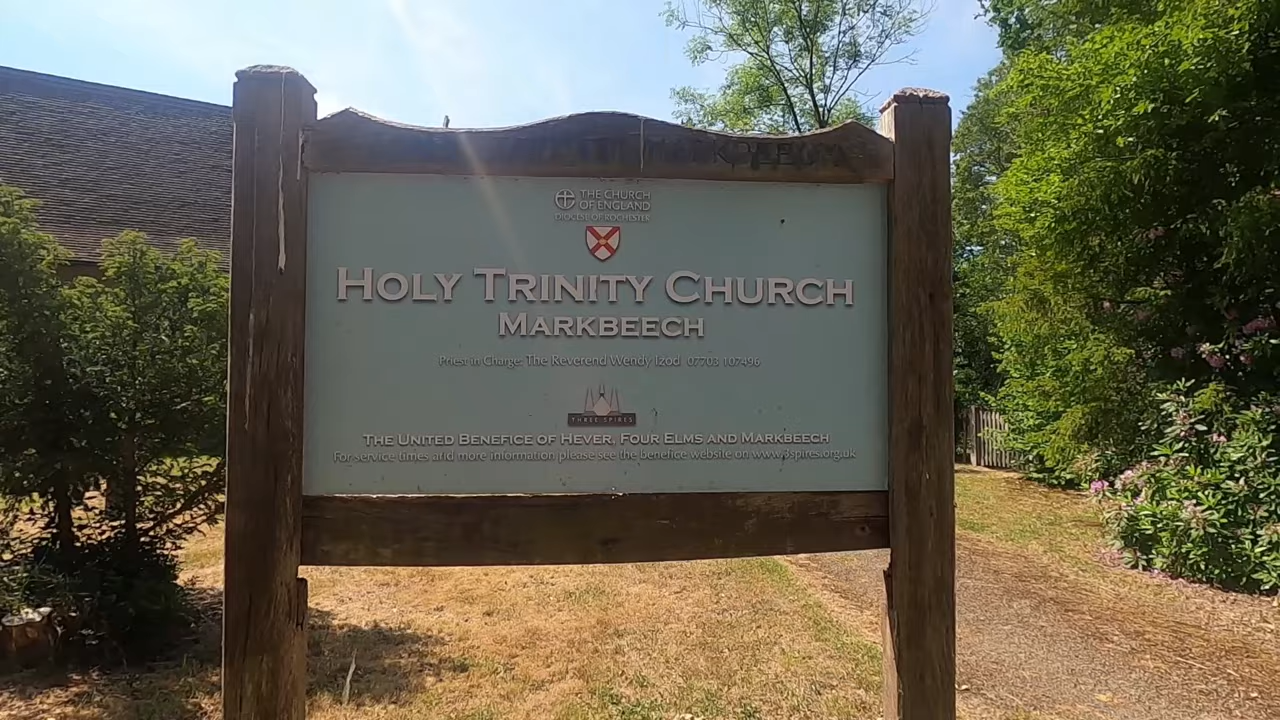 THE CHURCH
OF ENGLAND
DIOCESE OF ROCHESTER
HOLY TRINITY CHURCH
MARKBEECH
Priest in Charge: The Reverend Wendy Izod 07703 107496
THREE SPIRES
THE UNITED BENEFICE OF HEVER, FOUR ELMS AND MARKBEECH
For service times and more information please see the benefice website on www.3spires.org.uk